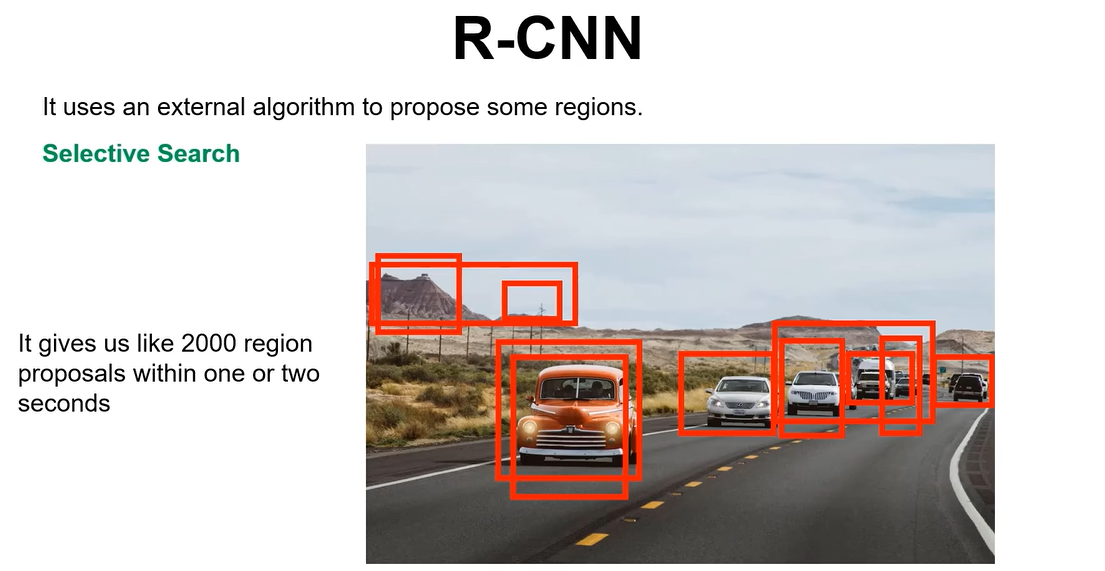 R-CNN
It uses an external algorithm to propose some regions.
Selective Search
It gives us like 2000 region
proposals within one or two
seconds